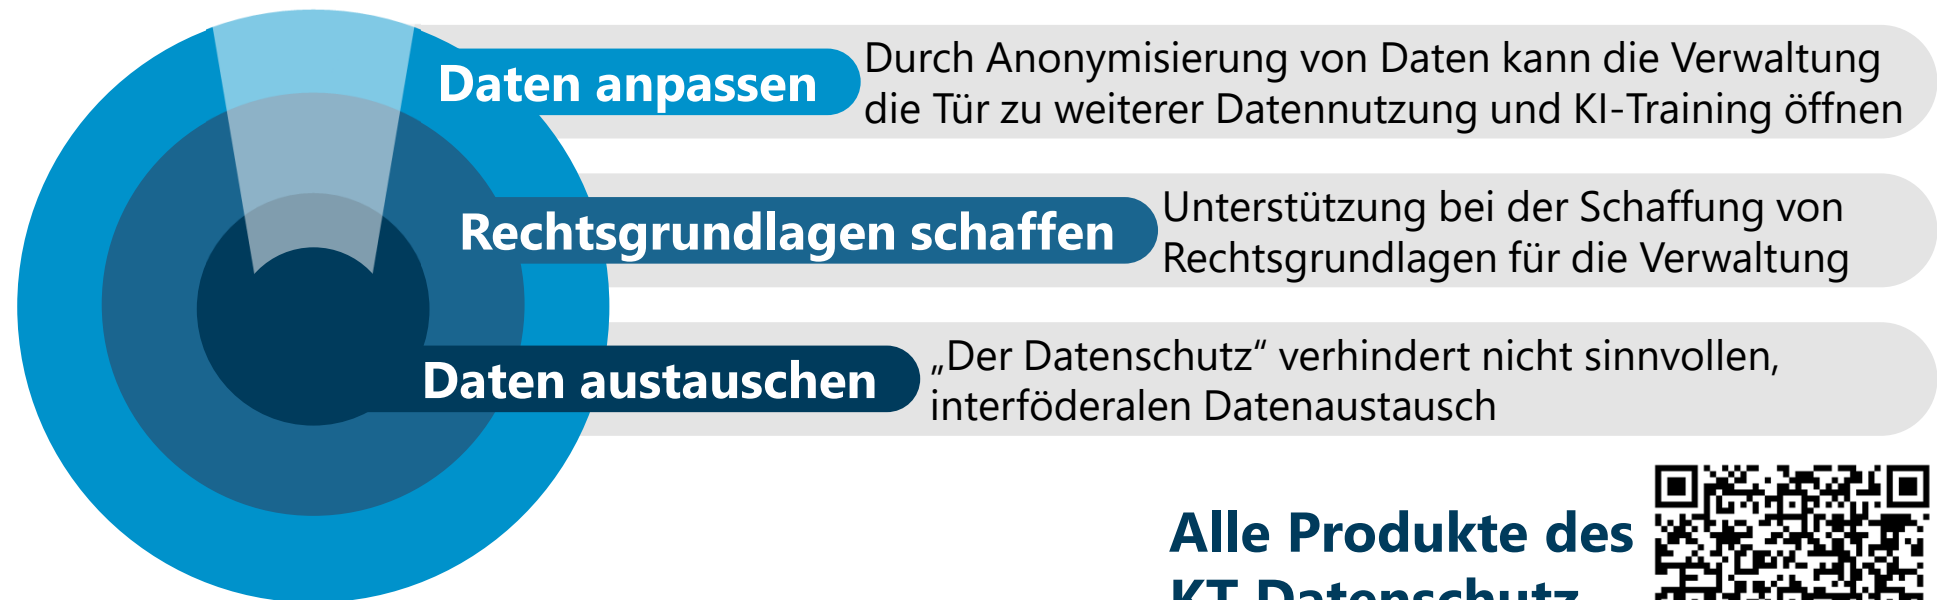 Daten anpassen
Durch Anonymisierung von Daten kann die Verwaltung
die Tür zu weiterer Datennutzung und KI-Training öffnen
Rechtsgrundlagen schaffen
Unterstützung bei der Schaffung von
Rechtsgrundlagen für die Verwaltung
Daten austauschen
„Der Datenschutz“ verhindert nicht sinnvollen,
interföderalen Datenaustausch
Alle Produkte des
KT Datenschutz